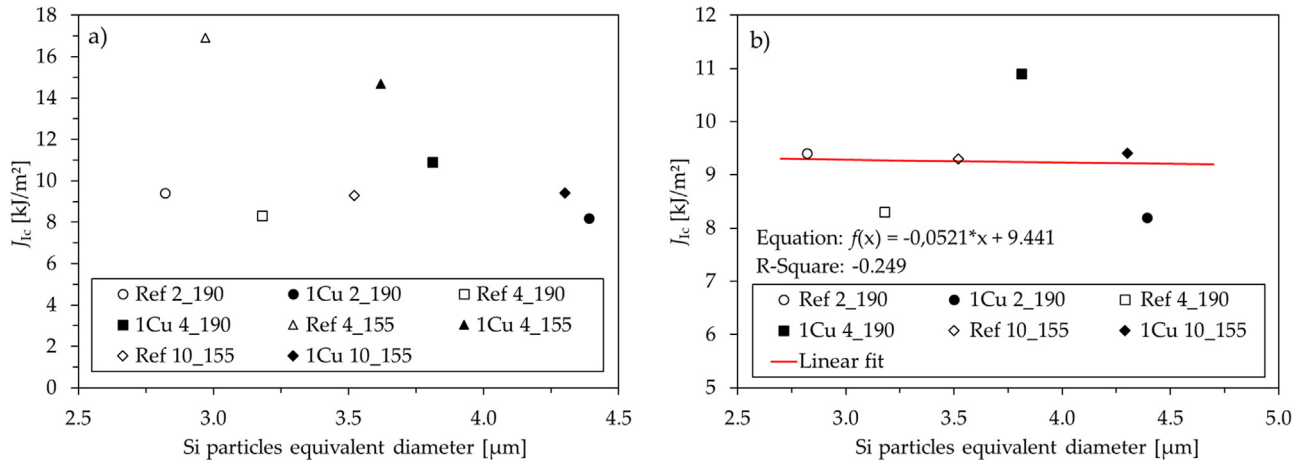 a)
18
16
14
12
10
8
6
4
2
0
J_Ic [kJ/m²]
○ Ref 2_190 ● 1Cu 2_190 □ Ref 4_190
■ 1Cu 4_190 △ Ref 4_155 ▲ 1Cu 4_155
◇ Ref 10_155 ◆ 1Cu 10_155
2.5 3.0 3.5 4.0 4.5
Si particles equivalent diameter [µm]
b)
12
11
10
9
8
7
6
5
J_Ic [kJ/m²]
Equation: f(x) = -0,0521*x + 9.441
R-Square: -0.249
○ Ref 2_190 ● 1Cu 2_190 □ Ref 4_190
■ 1Cu 4_190 ◇ Ref 10_155 ◆ 1Cu 10_155
Linear fit
2.5 3.0 3.5 4.0 4.5 5.0
Si particles equivalent diameter [µm]